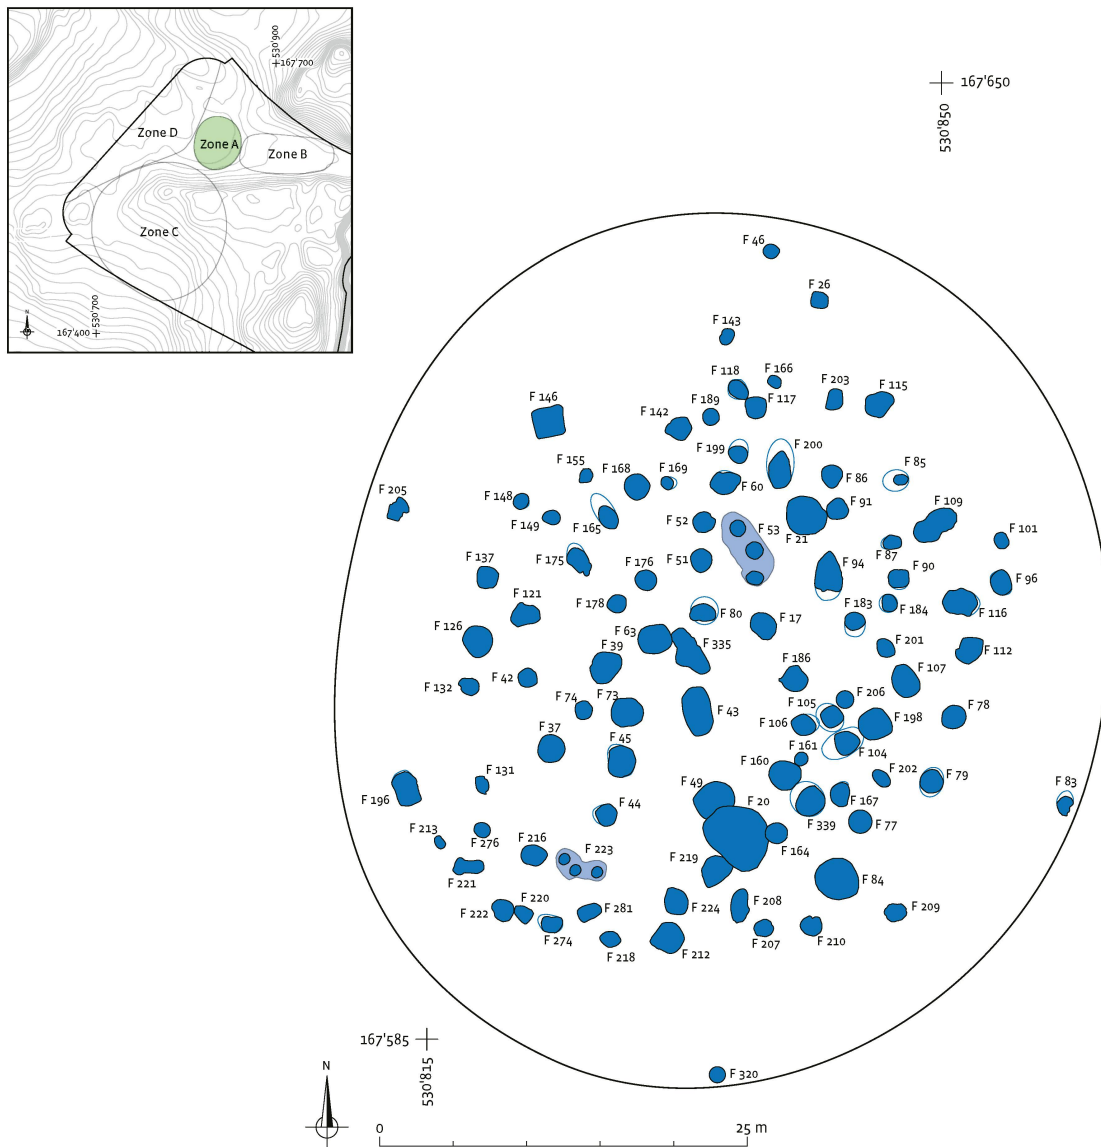 530'900
167'700
Zone D
Zone A
Zone B
Zone C
N
530'700
167'400
167'650
530'850
F 46
F 26
F 143
F 166
F 118
F 203
F 115
F 146
F 189
F 117
F 142
F 199
F 200
F 155
F 168
F 169
F 60
F 86
F 85
F 205
F 148
F 149
F 165
F 52
F 53
F 21
F 91
F 109
F 101
F 87
F 137
F 175
F 176
F 51
F 94
F 90
F 96
F 121
F 178
F 80
F 17
F 183
F 184
F 116
F 126
F 63
F 39
F 335
F 201
F 112
F 132
F 42
F 186
F 107
F 74
F 73
F 43
F 105
F 206
F 106
F 198
F 78
F 37
F 45
F 161
F 104
F 160
F 202
F 79
F 196
F 131
F 49
F 20
F 83
F 44
F 339
F 167
F 77
F 213
F 276
F 216
F 223
F 164
F 221
F 219
F 84
F 222
F 220
F 281
F 224
F 208
F 209
F 274
F 218
F 212
F 207
F 210
167'585
530'815
N
F 320
0
25 m